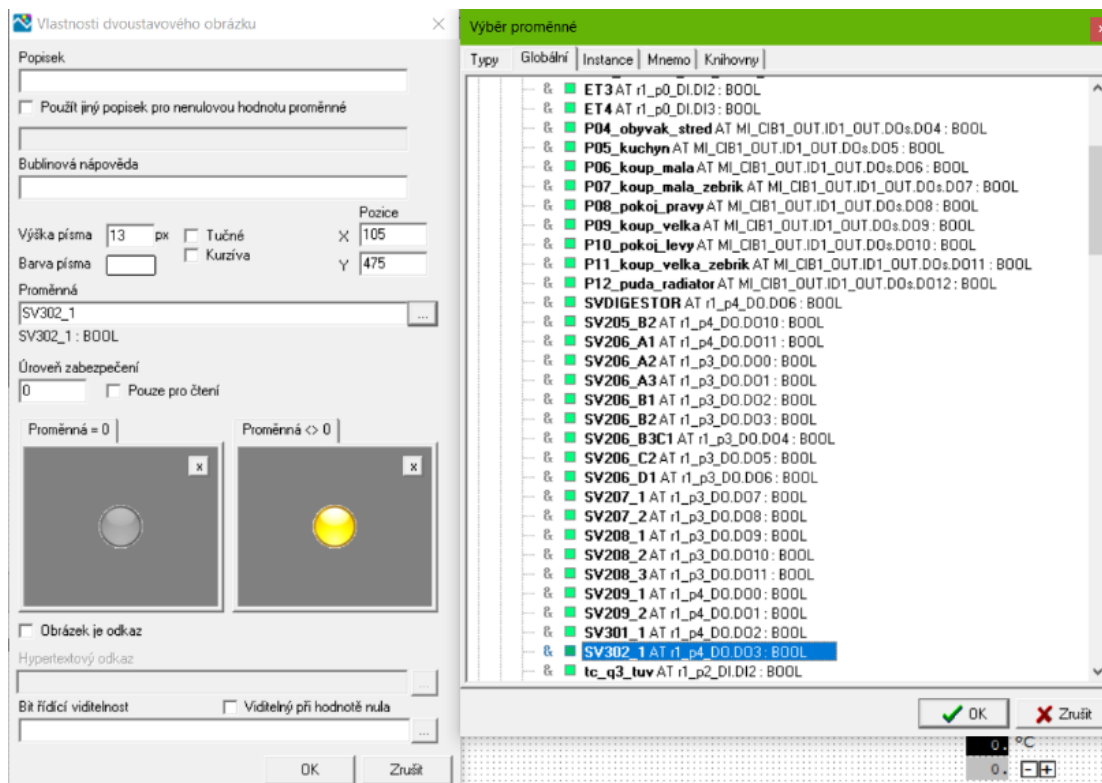 Vlastnosti dvoustavového obrázku
Popisek
Použít jiný popisek pro nenulovou hodnotu proměnné
Bublinová nápověda
Pozice
Výška písma 13 px Tučné X 105
Kurzíva
Barva písma Y 475
Proměnná
SV302_1 ...
SV302_1 : BOOL
Úroveň zabezpečení
0 Pouze pro čtení
Proměnná = 0 Proměnná <> 0
x x
Obrázek je odkaz
Hypertextový odkaz
...
Bit řídící viditelnost Viditelný při hodnotě nula
...
OK Zrušit
Výběr proměnné x
Typy Globální Instance Mnemo Knihovny
& ET3 AT r1_p0_DI.DI2 : BOOL
& ET4 AT r1_p0_DI.DI3 : BOOL
& P04_obyvak_stred AT MI_CIB1_OUT.ID1_OUT.DOs.DO4 : BOOL
& P05_kuchyn AT MI_CIB1_OUT.ID1_OUT.DOs.DO5 : BOOL
& P06_koup_mala AT MI_CIB1_OUT.ID1_OUT.DOs.DO6 : BOOL
& P07_koup_mala_zebrik AT MI_CIB1_OUT.ID1_OUT.DOs.DO7 : BOOL
& P08_pokoj_pravy AT MI_CIB1_OUT.ID1_OUT.DOs.DO8 : BOOL
& P09_koup_velka AT MI_CIB1_OUT.ID1_OUT.DOs.DO9 : BOOL
& P10_pokoj_levy AT MI_CIB1_OUT.ID1_OUT.DOs.DO10 : BOOL
& P11_koup_velka_zebrik AT MI_CIB1_OUT.ID1_OUT.DOs.DO11 : BOOL
& P12_puda_radiator AT MI_CIB1_OUT.ID1_OUT.DOs.DO12 : BOOL
& SVDIGESTOR AT r1_p4_DO.DO6 : BOOL
& SV205_B2 AT r1_p4_DO.DO10 : BOOL
& SV206_A1 AT r1_p4_DO.DO11 : BOOL
& SV206_A2 AT r1_p3_DO.DO0 : BOOL
& SV206_A3 AT r1_p3_DO.DO1 : BOOL
& SV206_B1 AT r1_p3_DO.DO2 : BOOL
& SV206_B2 AT r1_p3_DO.DO3 : BOOL
& SV206_B3C1 AT r1_p3_DO.DO4 : BOOL
& SV206_C2 AT r1_p3_DO.DO5 : BOOL
& SV206_D1 AT r1_p3_DO.DO6 : BOOL
& SV207_1 AT r1_p3_DO.DO7 : BOOL
& SV207_2 AT r1_p3_DO.DO8 : BOOL
& SV208_1 AT r1_p3_DO.DO9 : BOOL
& SV208_2 AT r1_p3_DO.DO10 : BOOL
& SV208_3 AT r1_p3_DO.DO11 : BOOL
& SV209_1 AT r1_p4_DO.DO0 : BOOL
& SV209_2 AT r1_p4_DO.DO1 : BOOL
& SV301_1 AT r1_p4_DO.DO2 : BOOL
& SV302_1 AT r1_p4_DO.DO3 : BOOL
& tc_q3_tuv AT r1_p2_DI.DI2 : BOOL
OK Zrušit
0. °C
0. - +